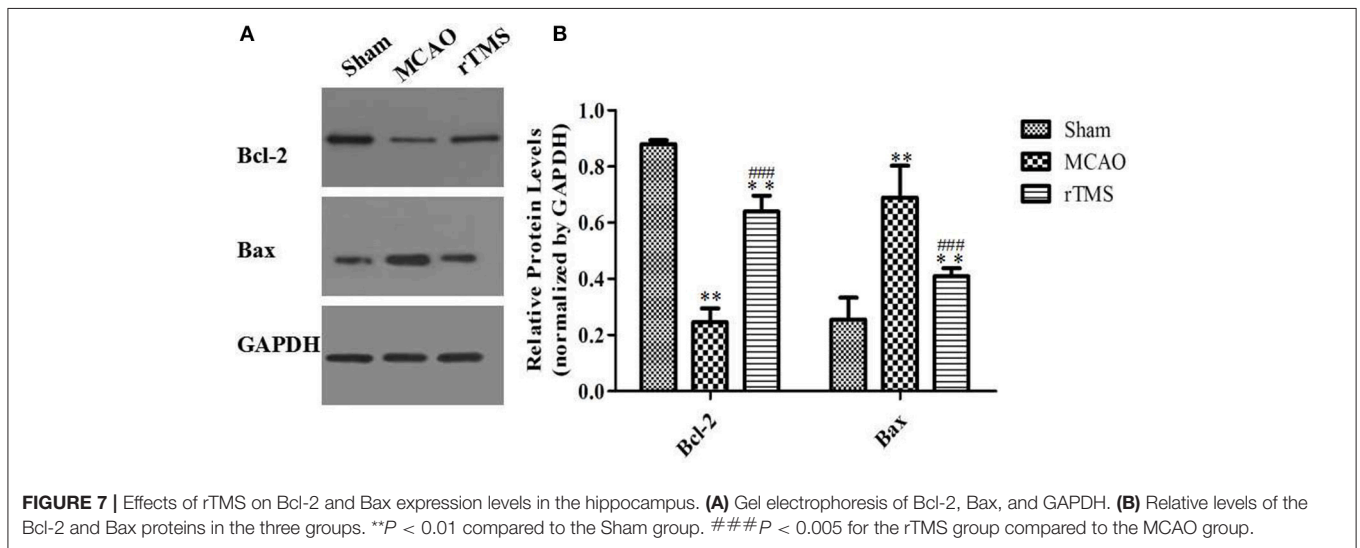 A
B
Sham MCAO rTMS
Bcl-2
Bax
GAPDH
Relative Protein Levels
(normalized by GAPDH)
1.0
0.8
0.6
0.4
0.2
0.0
**
###
**
**
###
**
Bcl-2
Bax
Sham
MCAO
rTMS
FIGURE 7 | Effects of rTMS on Bcl-2 and Bax expression levels in the hippocampus. (A) Gel electrophoresis of Bcl-2, Bax, and GAPDH. (B) Relative levels of the
Bcl-2 and Bax proteins in the three groups. **P < 0.01 compared to the Sham group. ###P < 0.005 for the rTMS group compared to the MCAO group.